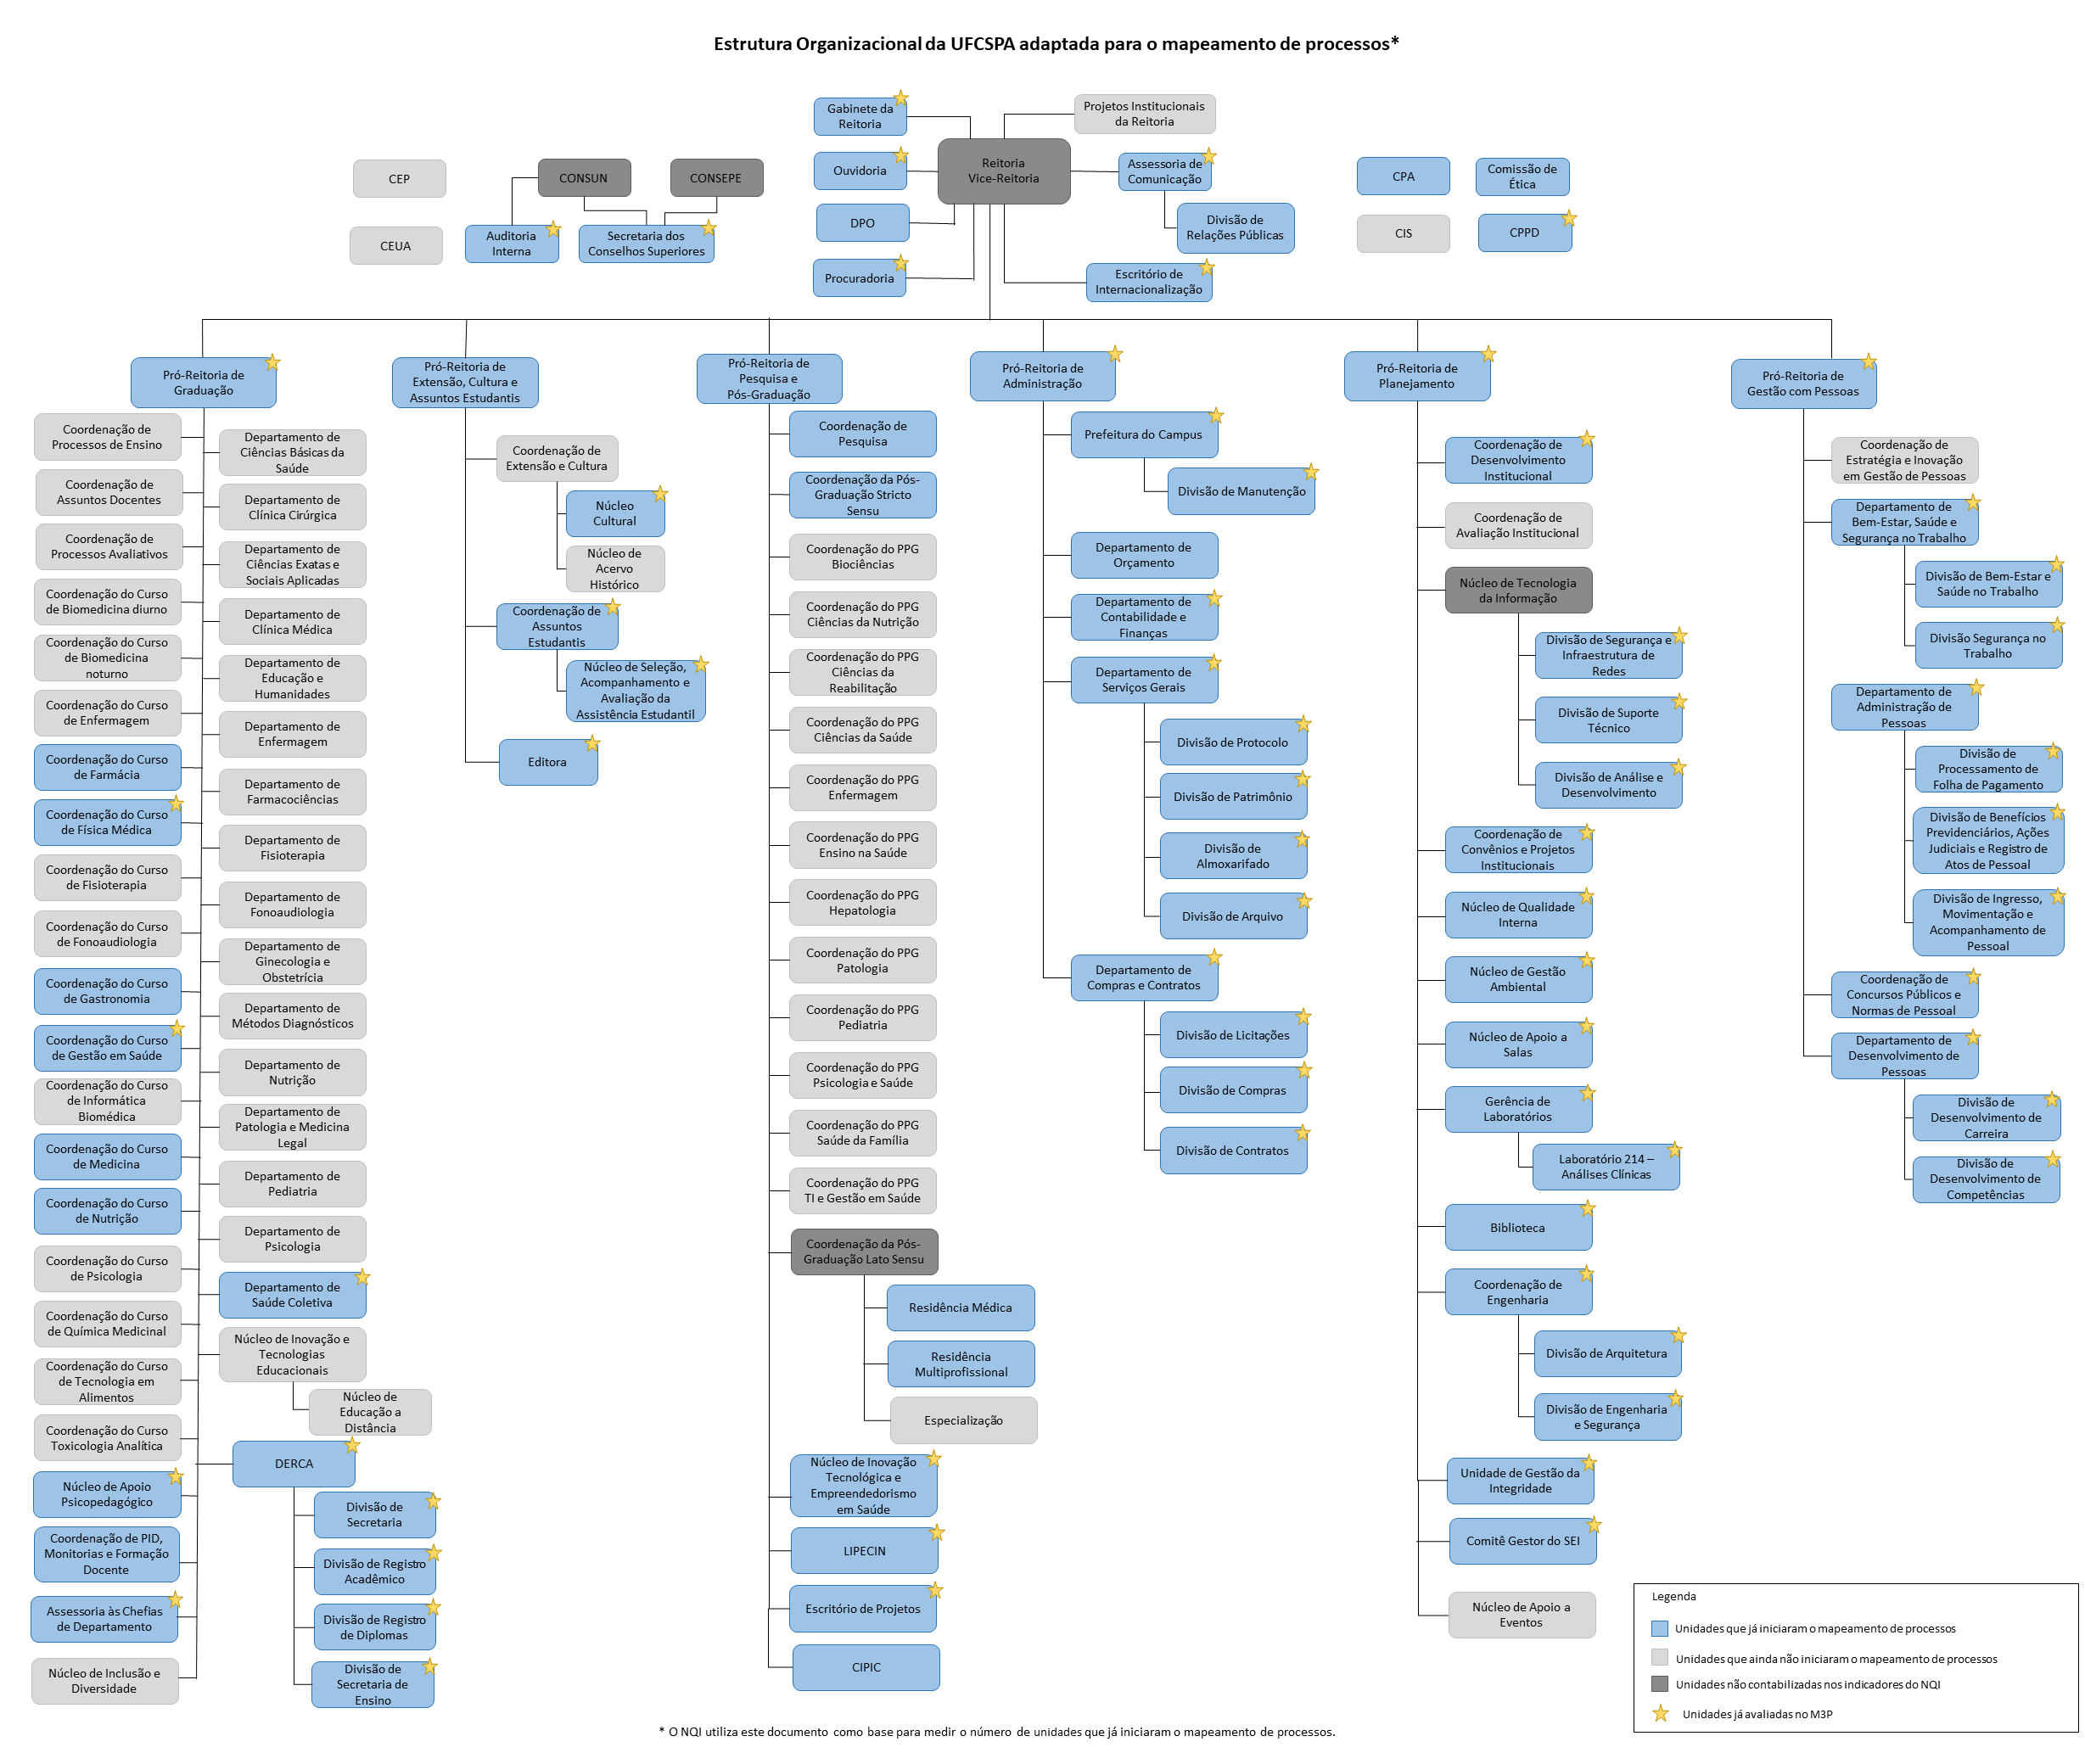 Estrutura Organizacional da UFCSPA adaptada para o mapeamento de processos*
Gabinete da
Reitoria
Projetos Institucionais
da Reitoria
Reitoria
Vice-Reitoria
Ouvidoria
Assessoria de
Comunicação
DPO
Divisão de
Relações Públicas
Procuradoria
Escritório de
Internacionalização
CEP
CONSUN
CONSEPE
CEUA
Auditoria
Interna
Secretaria dos
Conselhos Superiores
CPA
Comissão de
Ética
CIS
CPPD
Pró-Reitoria de
Graduação
Coordenação de
Processos de Ensino
Coordenação de
Assuntos Docentes
Coordenação de
Processos Avaliativos
Coordenação do Curso
de Biomedicina diurno
Coordenação do Curso
de Biomedicina
noturno
Coordenação do Curso
de Enfermagem
Coordenação do Curso
de Farmácia
Coordenação do Curso
de Física Médica
Coordenação do Curso
de Fisioterapia
Coordenação do Curso
de Fonoaudiologia
Coordenação do Curso
de Gastronomia
Coordenação do Curso
de Gestão em Saúde
Coordenação do Curso
de Informática
Biomédica
Coordenação do Curso
de Medicina
Coordenação do Curso
de Nutrição
Coordenação do Curso
de Psicologia
Coordenação do Curso
de Química Medicinal
Coordenação do Curso
de Tecnologia em
Alimentos
Coordenação do Curso
Toxicologia Analítica
Núcleo de Apoio
Psicopedagógico
Coordenação de PID,
Monitorias e Formação
Docente
Assessoria às Chefias
de Departamento
Núcleo de Inclusão e
Diversidade
Departamento de
Ciências Básicas da
Saúde
Departamento de
Clínica Cirúrgica
Departamento de
Ciências Exatas e
Sociais Aplicadas
Departamento de
Clínica Médica
Departamento de
Educação e
Humanidades
Departamento de
Enfermagem
Departamento de
Farmacociências
Departamento de
Fisioterapia
Departamento de
Fonoaudiologia
Departamento de
Ginecologia e
Obstetrícia
Departamento de
Métodos Diagnósticos
Departamento de
Nutrição
Departamento de
Patologia e Medicina
Legal
Departamento de
Pediatria
Departamento de
Psicologia
Departamento de
Saúde Coletiva
Núcleo de Inovação e
Tecnologias
Educacionais
Núcleo de
Educação a
Distância
DERCA
Divisão de
Secretaria
Divisão de Registro
Acadêmico
Divisão de Registro
de Diplomas
Divisão de
Secretaria de
Ensino
Pró-Reitoria de
Extensão, Cultura e
Assuntos Estudantis
Coordenação de
Extensão e Cultura
Núcleo
Cultural
Núcleo de
Acervo
Histórico
Coordenação de
Assuntos
Estudantis
Núcleo de Seleção,
Acompanhamento e
Avaliação da
Assistência Estudantil
Editora
Pró-Reitoria de
Pesquisa e
Pós-Graduação
Coordenação de
Pesquisa
Coordenação da Pós-
Graduação Stricto
Sensu
Coordenação do PPG
Biociências
Coordenação do PPG
Ciências da Nutrição
Coordenação do PPG
Ciências da
Reabilitação
Coordenação do PPG
Ciências da Saúde
Coordenação do PPG
Enfermagem
Coordenação do PPG
Ensino na Saúde
Coordenação do PPG
Hepatologia
Coordenação do PPG
Patologia
Coordenação do PPG
Pediatria
Coordenação do PPG
Psicologia e Saúde
Coordenação do PPG
Saúde da Família
Coordenação do PPG
TI e Gestão em Saúde
Coordenação da Pós-
Graduação Lato Sensu
Residência Médica
Residência
Multiprofissional
Especialização
Núcleo de Inovação
Tecnológica e
Empreendedorismo
em Saúde
LIPECIN
Escritório de Projetos
CIPIC
Pró-Reitoria de
Administração
Prefeitura do Campus
Divisão de Manutenção
Departamento de
Orçamento
Departamento de
Contabilidade e
Finanças
Departamento de
Serviços Gerais
Divisão de Protocolo
Divisão de Patrimônio
Divisão de
Almoxarifado
Divisão de Arquivo
Departamento de
Compras e Contratos
Divisão de Licitações
Divisão de Compras
Divisão de Contratos
Pró-Reitoria de
Planejamento
Coordenação de
Desenvolvimento
Institucional
Coordenação de
Avaliação Institucional
Núcleo de Tecnologia
da Informação
Divisão de Segurança e
Infraestrutura de
Redes
Divisão de Suporte
Técnico
Divisão de Análise e
Desenvolvimento
Coordenação de
Convênios e Projetos
Institucionais
Núcleo de Qualidade
Interna
Núcleo de Gestão
Ambiental
Núcleo de Apoio a
Salas
Gerência de
Laboratórios
Laboratório 214 –
Análises Clínicas
Biblioteca
Coordenação de
Engenharia
Divisão de Arquitetura
Divisão de Engenharia
e Segurança
Unidade de Gestão da
Integridade
Comitê Gestor do SEI
Núcleo de Apoio a
Eventos
Pró-Reitoria de
Gestão com Pessoas
Coordenação de
Estratégia e Inovação
em Gestão de Pessoas
Departamento de
Bem-Estar, Saúde e
Segurança no Trabalho
Divisão de Bem-Estar e
Saúde no Trabalho
Divisão Segurança no
Trabalho
Departamento de
Administração de
Pessoas
Divisão de
Processamento de
Folha de Pagamento
Divisão de Benefícios
Previdenciários, Ações
Judiciais e Registro de
Atos de Pessoal
Divisão de Ingresso,
Movimentação e
Acompanhamento de
Pessoal
Coordenação de
Concursos Públicos e
Normas de Pessoal
Departamento de
Desenvolvimento de
Pessoas
Divisão de
Desenvolvimento de
Carreira
Divisão de
Desenvolvimento de
Competências
Legenda
Unidades que já iniciaram o mapeamento de processos
Unidades que ainda não iniciaram o mapeamento de processos
Unidades não contabilizadas nos indicadores do NQI
Unidades já avaliadas no M3P
* O NQI utiliza este documento como base para medir o número de unidades que já iniciaram o mapeamento de processos.